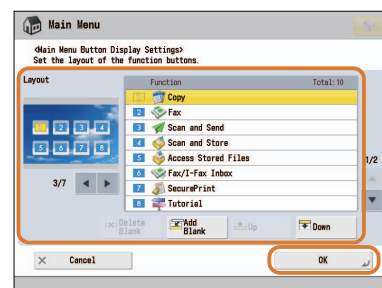 Main Menu
<Main Menu Button Display Settings>
Set the layout of the function buttons.
Layout
Function Total:10
1 Copy
2 Fax
3 Scan and Send
4 Scan and Store
5 Access Stored Files
6 Fax/I-Fax Inbox
7 SecurePrint
8 Tutorial
1 2 3 4
5 6 7 8
3/7
1/2
Delete Blank
Add Blank
Up
Down
Cancel
OK